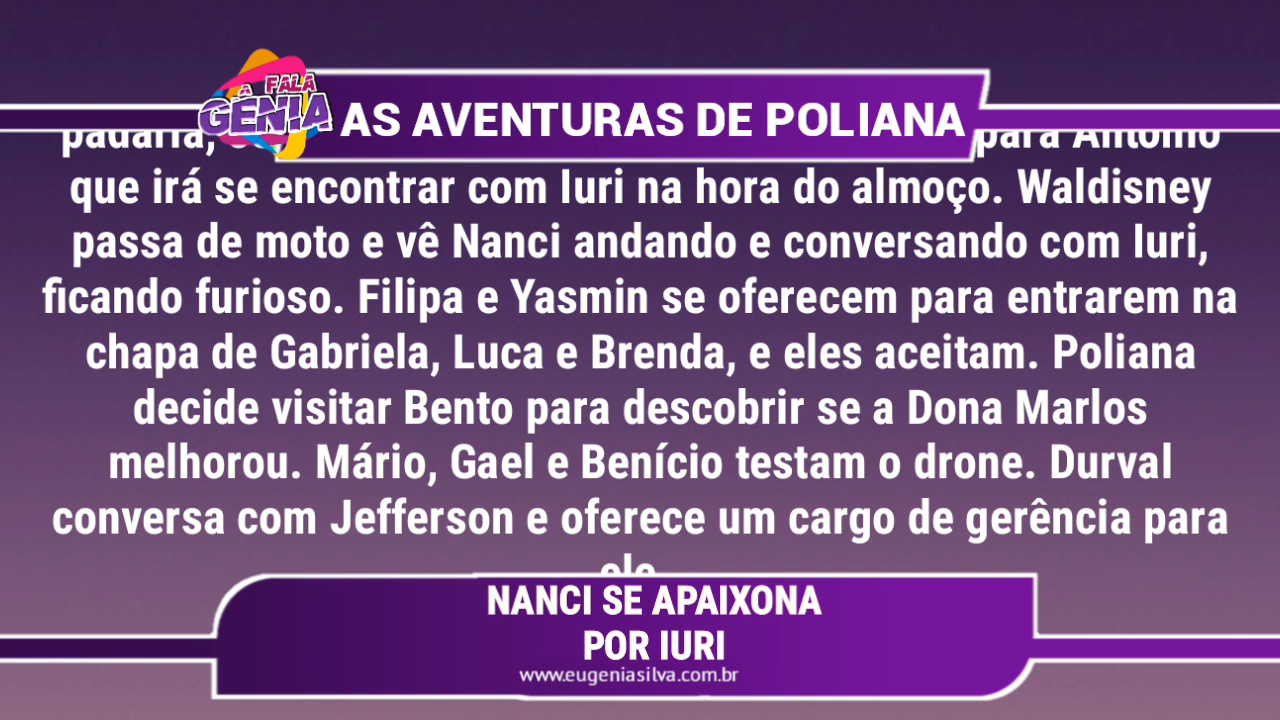 A FALA
GÊNIA
AS AVENTURAS DE POLIANA
padaria, para Antônio
que irá se encontrar com Iuri na hora do almoço. Waldisney
passa de moto e vê Nanci andando e conversando com Iuri,
ficando furioso. Filipa e Yasmin se oferecem para entrarem na
chapa de Gabriela, Luca e Brenda, e eles aceitam. Poliana
decide visitar Bento para descobrir se a Dona Marlos
melhorou. Mário, Gael e Benício testam o drone. Durval
conversa com Jefferson e oferece um cargo de gerência para
ele
NANCI SE APAIXONA
POR IURI
www.eugeniasilva.com.br